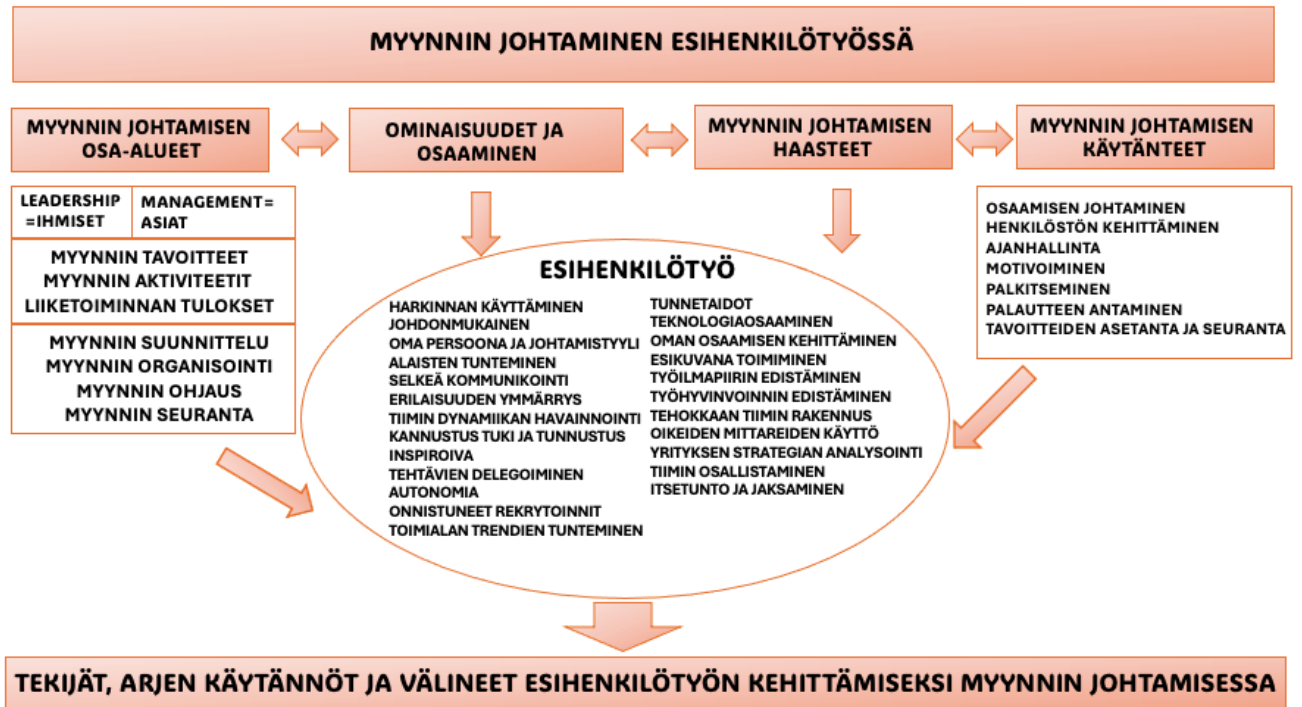 MYYNNIN JOHTAMINEN ESIHENKILÖTYÖSSÄ
MYYNNIN JOHTAMISEN
OSA-ALUEET
OMINAISUUDET JA
OSAAMINEN
MYYNNIN JOHTAMISEN
HAASTEET
MYYNNIN JOHTAMISEN
KÄYTÄNTEET
LEADERSHIP
=IHMISET
MANAGEMENT=
ASIAT
MYYNNIN TAVOITTEET
MYYNNIN AKTIVITEETIT
LIIKETOIMINNAN TULOKSET
MYYNNIN SUUNNITTELU
MYYNNIN ORGANISOINTI
MYYNNIN OHJAUS
MYYNNIN SEURANTA
ESIHENKILÖTYÖ
HARKINNAN KÄYTTÄMINEN
JOHDONMUKAINEN
OMA PERSOONA JA JOHTAMISTYYLI
ALAISTEN TUNTEMINEN
SELKEÄ KOMMUNIKOINTI
ERILAISUUDEN YMMÄRRYS
TIIMIN DYNAMIIKAN HAVAINNOINTI
KANNUSTUS TUKI JA TUNNUSTUS
INSPIROIVA
TEHTÄVIEN DELEGOIMINEN
AUTONOMIA
ONNISTUNEET REKRYTOINNIT
TOIMIALAN TRENDIEN TUNTEMINEN
TUNNETAIDOT
TEKNOLOGIAOSAAMINEN
OMAN OSAAMISEN KEHITTÄMINEN
ESIKUVANA TOIMIMINEN
TYÖILMAPIIRIN EDISTÄMINEN
TYÖHYVINVOINNIN EDISTÄMINEN
TEHOKKAAN TIIMIN RAKENNUS
OIKEIDEN MITTAREIDEN KÄYTTÖ
YRITYKSEN STRATEGIAN ANALYSOINTI
TIIMIN OSALLISTAMINEN
ITSETUNTO JA JAKSAMINEN
OSAAMISEN JOHTAMINEN
HENKILÖSTÖN KEHITTÄMINEN
AJANHALLINTA
MOTIVOIMINEN
PALKITSEMINEN
PALAUTTEEN ANTAMINEN
TAVOITTEIDEN ASETANTA JA SEURANTA
TEKIJÄT, ARJEN KÄYTÄNNÖT JA VÄLINEET ESIHENKILÖTYÖN KEHITTÄMISEKSI MYYNNIN JOHTAMISESSA